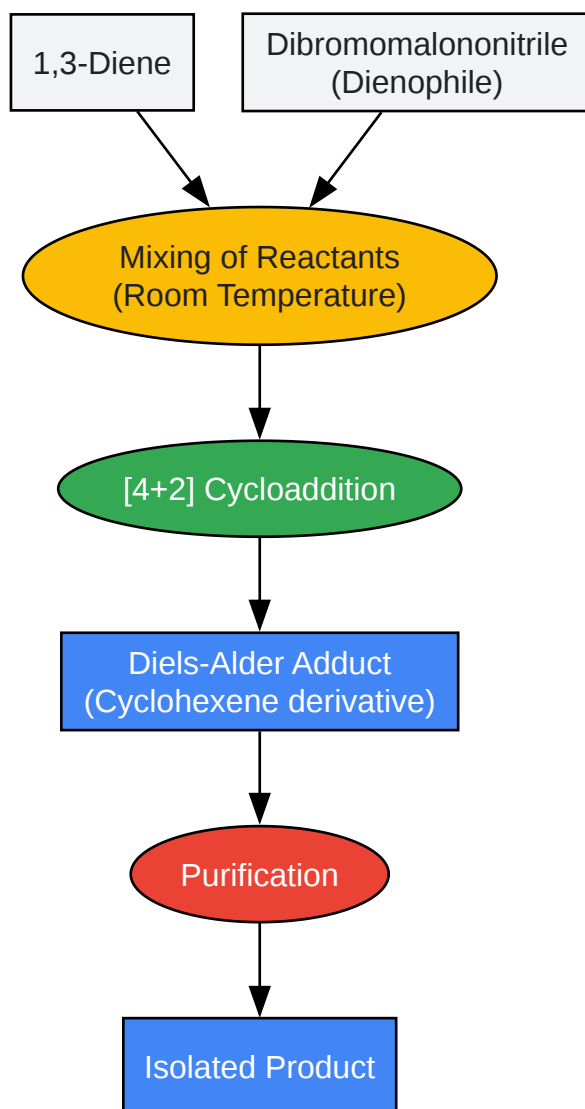 1,3-Diene
Dibromomalononitrile
(Dienophile)
Mixing of Reactants
(Room Temperature)
[4+2] Cycloaddition
Diels-Alder Adduct
(Cyclohexene derivative)
Purification
Isolated Product